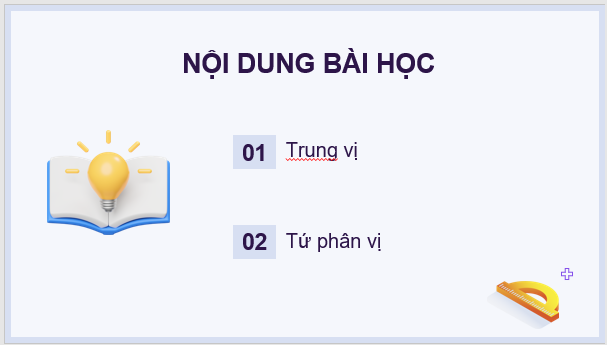 NỘI DUNG BÀI HỌC
01 Trung vị
02 Tứ phân vị